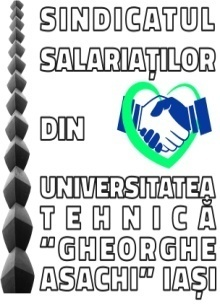 SINDICATUL
SALARIAȚILOR
DIN
UNIVERSITATEA
TEHNICĂ
"GHEORGHE
ASACHI" IAȘI